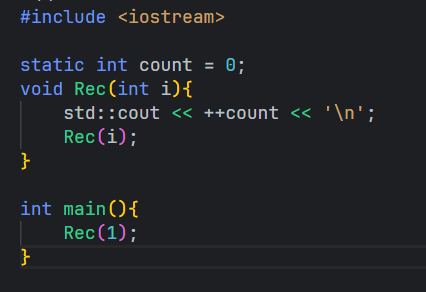 #include <iostream>
static int count = 0;
void Rec(int i){
    std::cout << ++count << '\n';
    Rec(i);
}
int main(){
    Rec(1);
}